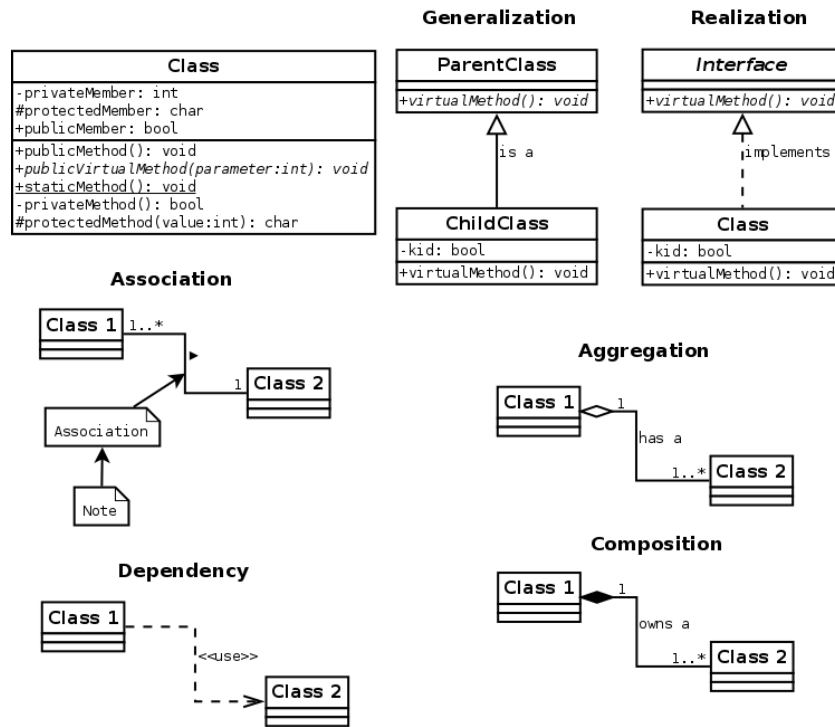 Class
-privateMember: int
#protectedMember: char
+publicMember: bool
+publicMethod(): void
+publicVirtualMethod(parameter:int): void
+staticMethod(): void
-privateMethod(): bool
#protectedMethod(value:int): char
Generalization
ParentClass
+virtualMethod(): void
is a
ChildClass
-kid: bool
+virtualMethod(): void
Realization
Interface
+virtualMethod(): void
implements
Class
-kid: bool
+virtualMethod(): void
Association
Class 1
1..*
1
Class 2
Association
Note
Aggregation
Class 1
1
has a
1..*
Class 2
Dependency
Class 1
<<use>>
Class 2
Composition
Class 1
1
owns a
1..*
Class 2